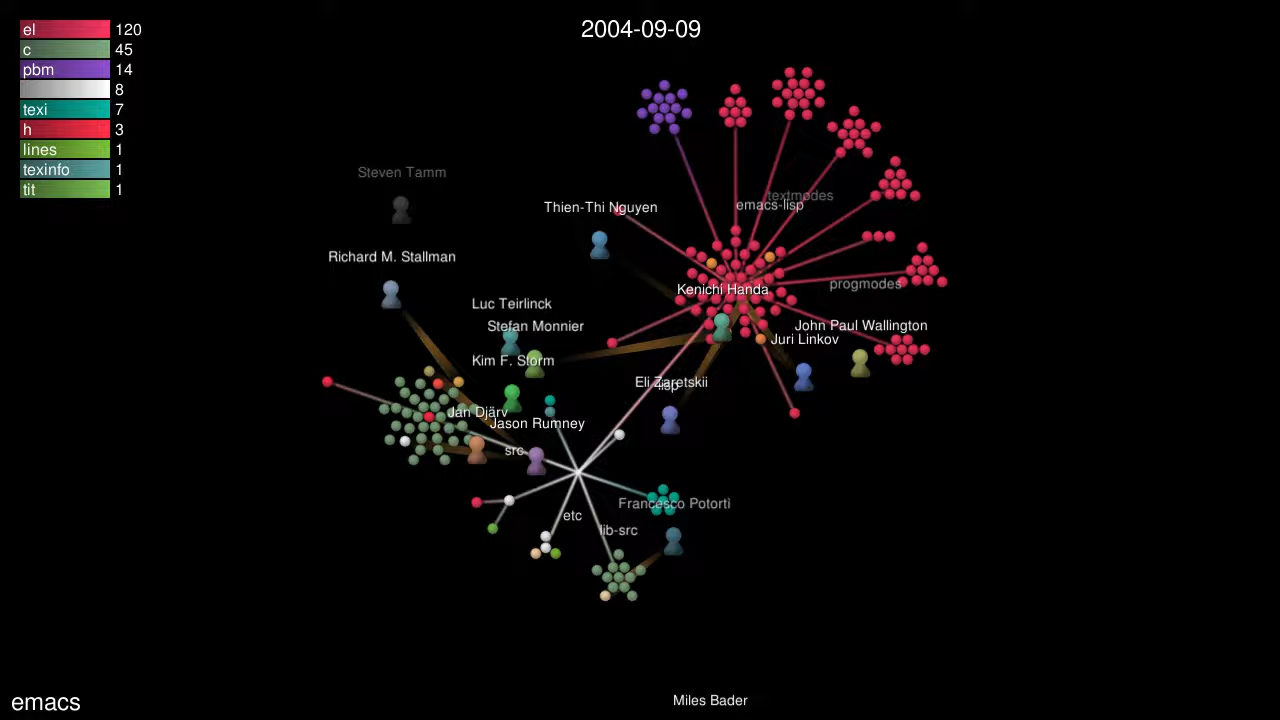 2004-09-09
el 120
c 45
pbm 14
8
texi 7
h 3
lines 1
texinfo 1
tit 1
Steven Tamm
textmodes
emacs-lisp
Thien-Thi Nguyen
Richard M. Stallman
progmodes
Kenichi Handa
Luc Teirlinck
Stefan Monnier
John Paul Wallington
Juri Linkov
Kim F. Storm
Eli Zaretskii
lisp
Jan Djärv
Jason Rumney
src
Francesco Potortì
etc
lib-src
emacs
Miles Bader